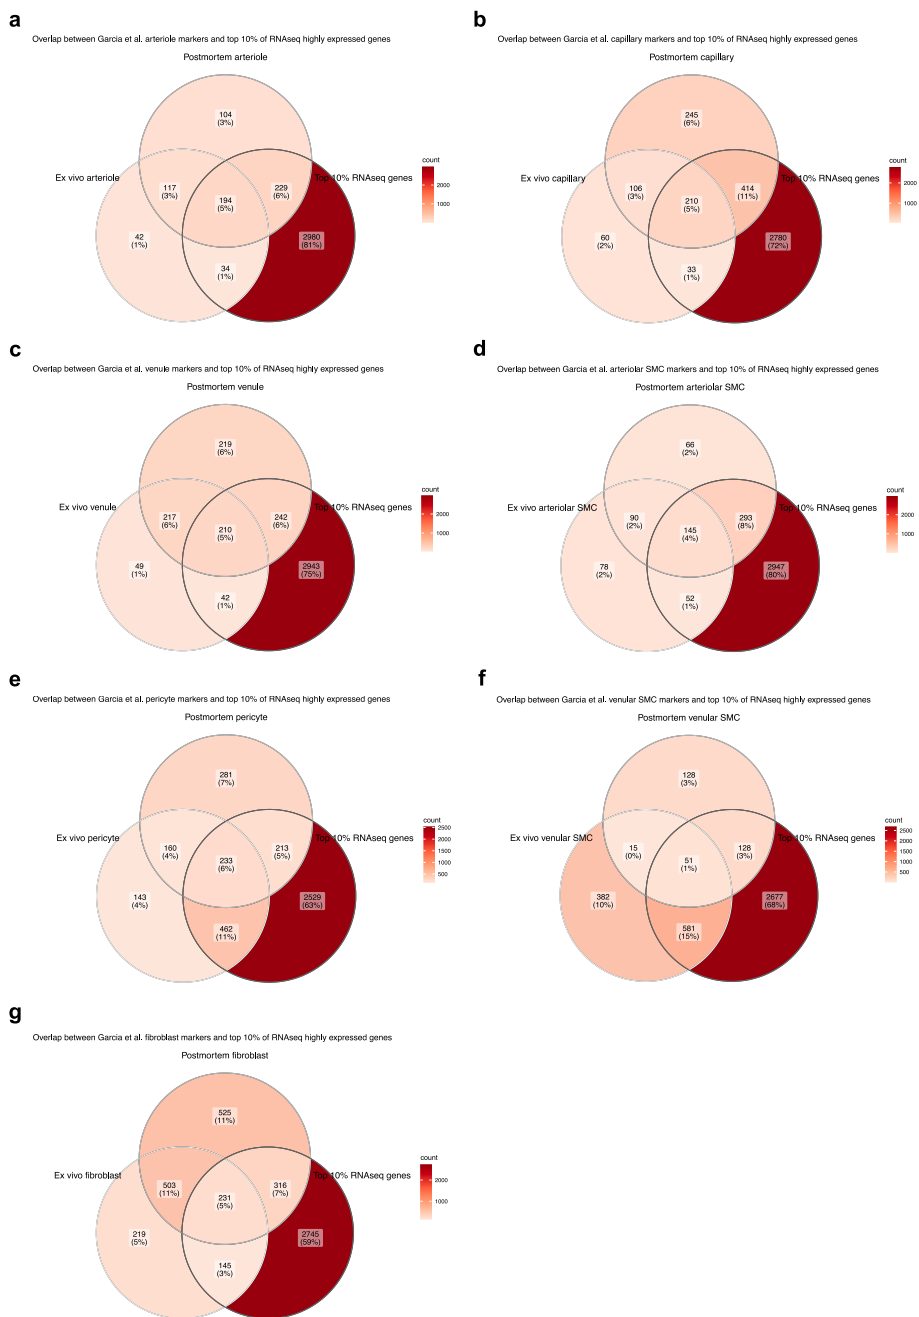 a
Overlap between Garcia et al. arteriole markers and top 10% of RNAseq highly expressed genes
Postmortem arteriole
104
(3%)
Ex vivo arteriole
Top 10% RNAseq genes
117
(3%)
194
(5%)
229
(6%)
42
(1%)
2980
(81%)
34
(1%)
count
2000
1000
b
Overlap between Garcia et al. capillary markers and top 10% of RNAseq highly expressed genes
Postmortem capillary
245
(6%)
Ex vivo capillary
Top 10% RNAseq genes
106
(3%)
210
(5%)
414
(11%)
60
(2%)
2780
(72%)
33
(1%)
count
2000
1000
c
Overlap between Garcia et al. venule markers and top 10% of RNAseq highly expressed genes
Postmortem venule
219
(6%)
Ex vivo venule
Top 10% RNAseq genes
217
(6%)
210
(5%)
242
(6%)
49
(1%)
2943
(75%)
42
(1%)
count
2000
1000
d
Overlap between Garcia et al. arteriolar SMC markers and top 10% of RNAseq highly expressed genes
Postmortem arteriolar SMC
66
(2%)
Ex vivo arteriolar SMC
Top 10% RNAseq genes
90
(2%)
145
(4%)
293
(8%)
78
(2%)
2947
(80%)
52
(1%)
count
2000
1000
e
Overlap between Garcia et al. pericyte markers and top 10% of RNAseq highly expressed genes
Postmortem pericyte
281
(7%)
Ex vivo pericyte
Top 10% RNAseq genes
160
(4%)
233
(6%)
213
(5%)
143
(4%)
2529
(63%)
462
(11%)
count
2500
2000
1500
1000
500
f
Overlap between Garcia et al. venular SMC markers and top 10% of RNAseq highly expressed genes
Postmortem venular SMC
128
(3%)
Ex vivo venular SMC
Top 10% RNAseq genes
15
(0%)
51
(1%)
128
(3%)
382
(10%)
2677
(68%)
581
(15%)
count
2500
2000
1500
1000
500
g
Overlap between Garcia et al. fibroblast markers and top 10% of RNAseq highly expressed genes
Postmortem fibroblast
525
(11%)
Ex vivo fibroblast
Top 10% RNAseq genes
503
(11%)
231
(5%)
316
(7%)
219
(5%)
2745
(59%)
145
(3%)
count
2000
1000